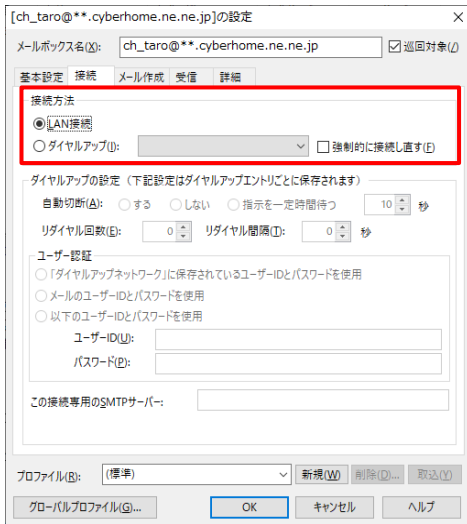 [ch_taro@**.cyberhome.ne.ne.jp]の設定
メールボックス名(X): ch_taro@**.cyberhome.ne.ne.jp 巡回対象(/)
基本設定 接続 メール作成 受信 詳細
接続方法
LAN接続
ダイヤルアップ(I): 強制的に接続し直す(F)
ダイヤルアップの設定（下記設定はダイヤルアップエントリごとに保存されます）
自動切断(A): する しない 指示を一定時間待つ 10 秒
リダイヤル回数(E): 0 リダイヤル間隔(T): 0 秒
ユーザー認証
「ダイヤルアップネットワーク」に保存されているユーザーIDとパスワードを使用
メールのユーザーIDとパスワードを使用
以下のユーザーIDとパスワードを使用
ユーザーID(U):
パスワード(P):
この接続専用のSMTPサーバー:
プロファイル(R): (標準) 新規(W) 削除(D)... 取込(Y)
グローバルプロファイル(G)... OK キャンセル ヘルプ